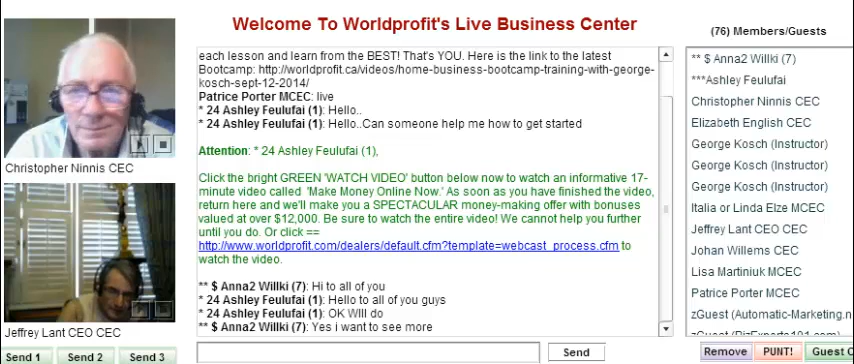 Welcome To Worldprofit's Live Business Center
(76) Members/Guests
each lesson and learn from the BEST! That's YOU. Here is the link to the latest
Bootcamp: http://worldprofit.ca/videos/home-business-bootcamp-training-with-george-
kosch-sept-12-2014/
Patrice Porter MCEC: live
* 24 Ashley Feulufai (1): Hello..
* 24 Ashley Feulufai (1): Hello..Can someone help me how to get started
Attention: * 24 Ashley Feulufai (1),
Click the bright GREEN 'WATCH VIDEO' button below now to watch an informative 17-
minute video called 'Make Money Online Now.' As soon as you have finished the video,
return here and we'll make you a SPECTACULAR money-making offer with bonuses
valued at over $12,000. Be sure to watch the entire video! We cannot help you further
until you do. Or click ==
http://www.worldprofit.com/dealers/default.cfm?template=webcast_process.cfm to
watch the video.
** $ Anna2 Willki (7): Hi to all of you
* 24 Ashley Feulufai (1): Hello to all of you guys
* 24 Ashley Feulufai (1): OK WIll do
** $ Anna2 Willki (7): Yes i want to see more
** $ Anna2 Willki (7)
***Ashley Feulufai
Christopher Ninnis CEC
Elizabeth English CEC
George Kosch (Instructor)
George Kosch (Instructor)
George Kosch (Instructor)
Italia or Linda Elze MCEC
Jeffrey Lant CEO CEC
Johan Willems CEC
Lisa Martiniuk MCEC
Patrice Porter MCEC
zGuest (Automatic-Marketing.n
zGuest (BizExperts101.com)
Christopher Ninnis CEC
Jeffrey Lant CEO CEC
Send 1
Send 2
Send 3
Send
Remove
PUNT!
Guest C